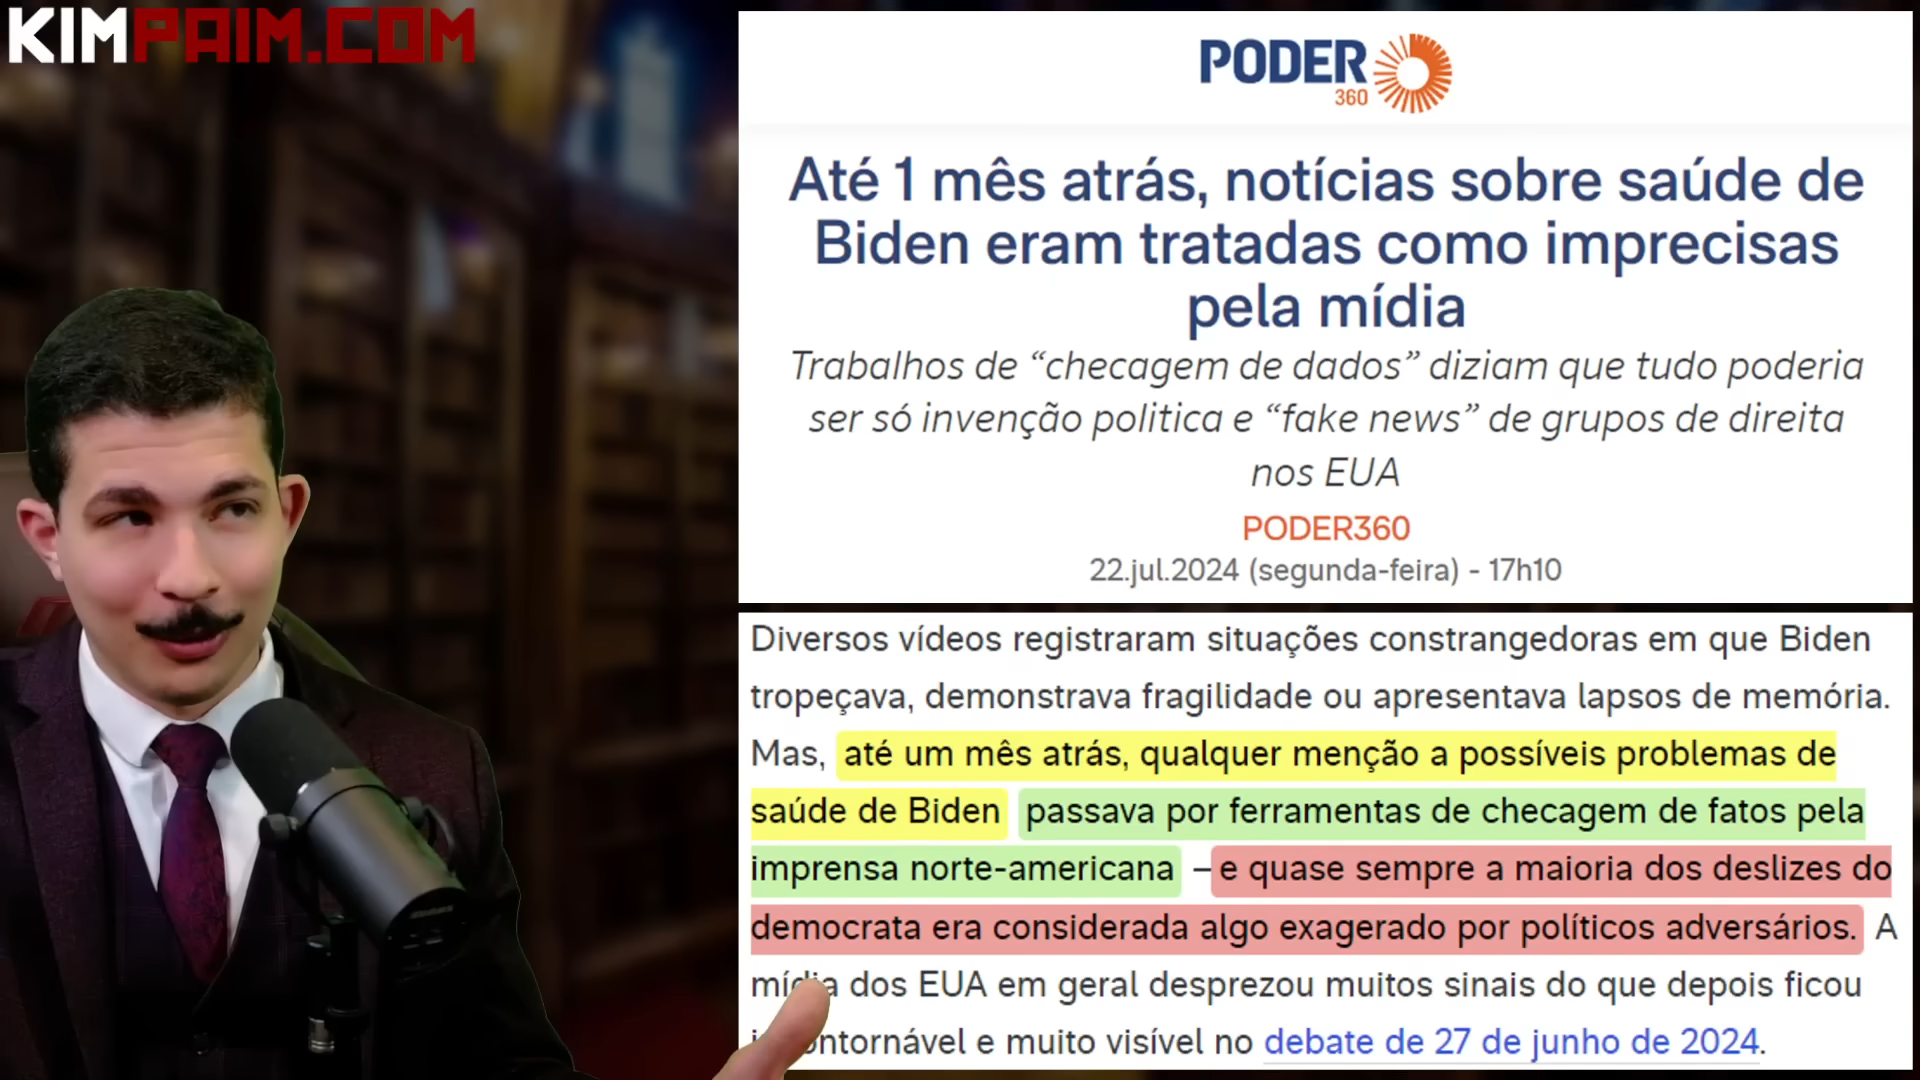 KIMPAIM.COM
PODER
360
Até 1 mês atrás, notícias sobre saúde de
Biden eram tratadas como imprecisas
pela mídia
Trabalhos de “checagem de dados” diziam que tudo poderia
ser só invenção politica e “fake news” de grupos de direita
nos EUA
PODER360
22.jul.2024 (segunda-feira) - 17h10
Diversos vídeos registraram situações constrangedoras em que Biden
tropeçava, demonstrava fragilidade ou apresentava lapsos de memória.
Mas, até um mês atrás, qualquer menção a possíveis problemas de
saúde de Biden passava por ferramentas de checagem de fatos pela
imprensa norte-americana –e quase sempre a maioria dos deslizes do
democrata era considerada algo exagerado por políticos adversários. A
mídia dos EUA em geral desprezou muitos sinais do que depois ficou
incontornável e muito visível no debate de 27 de junho de 2024.